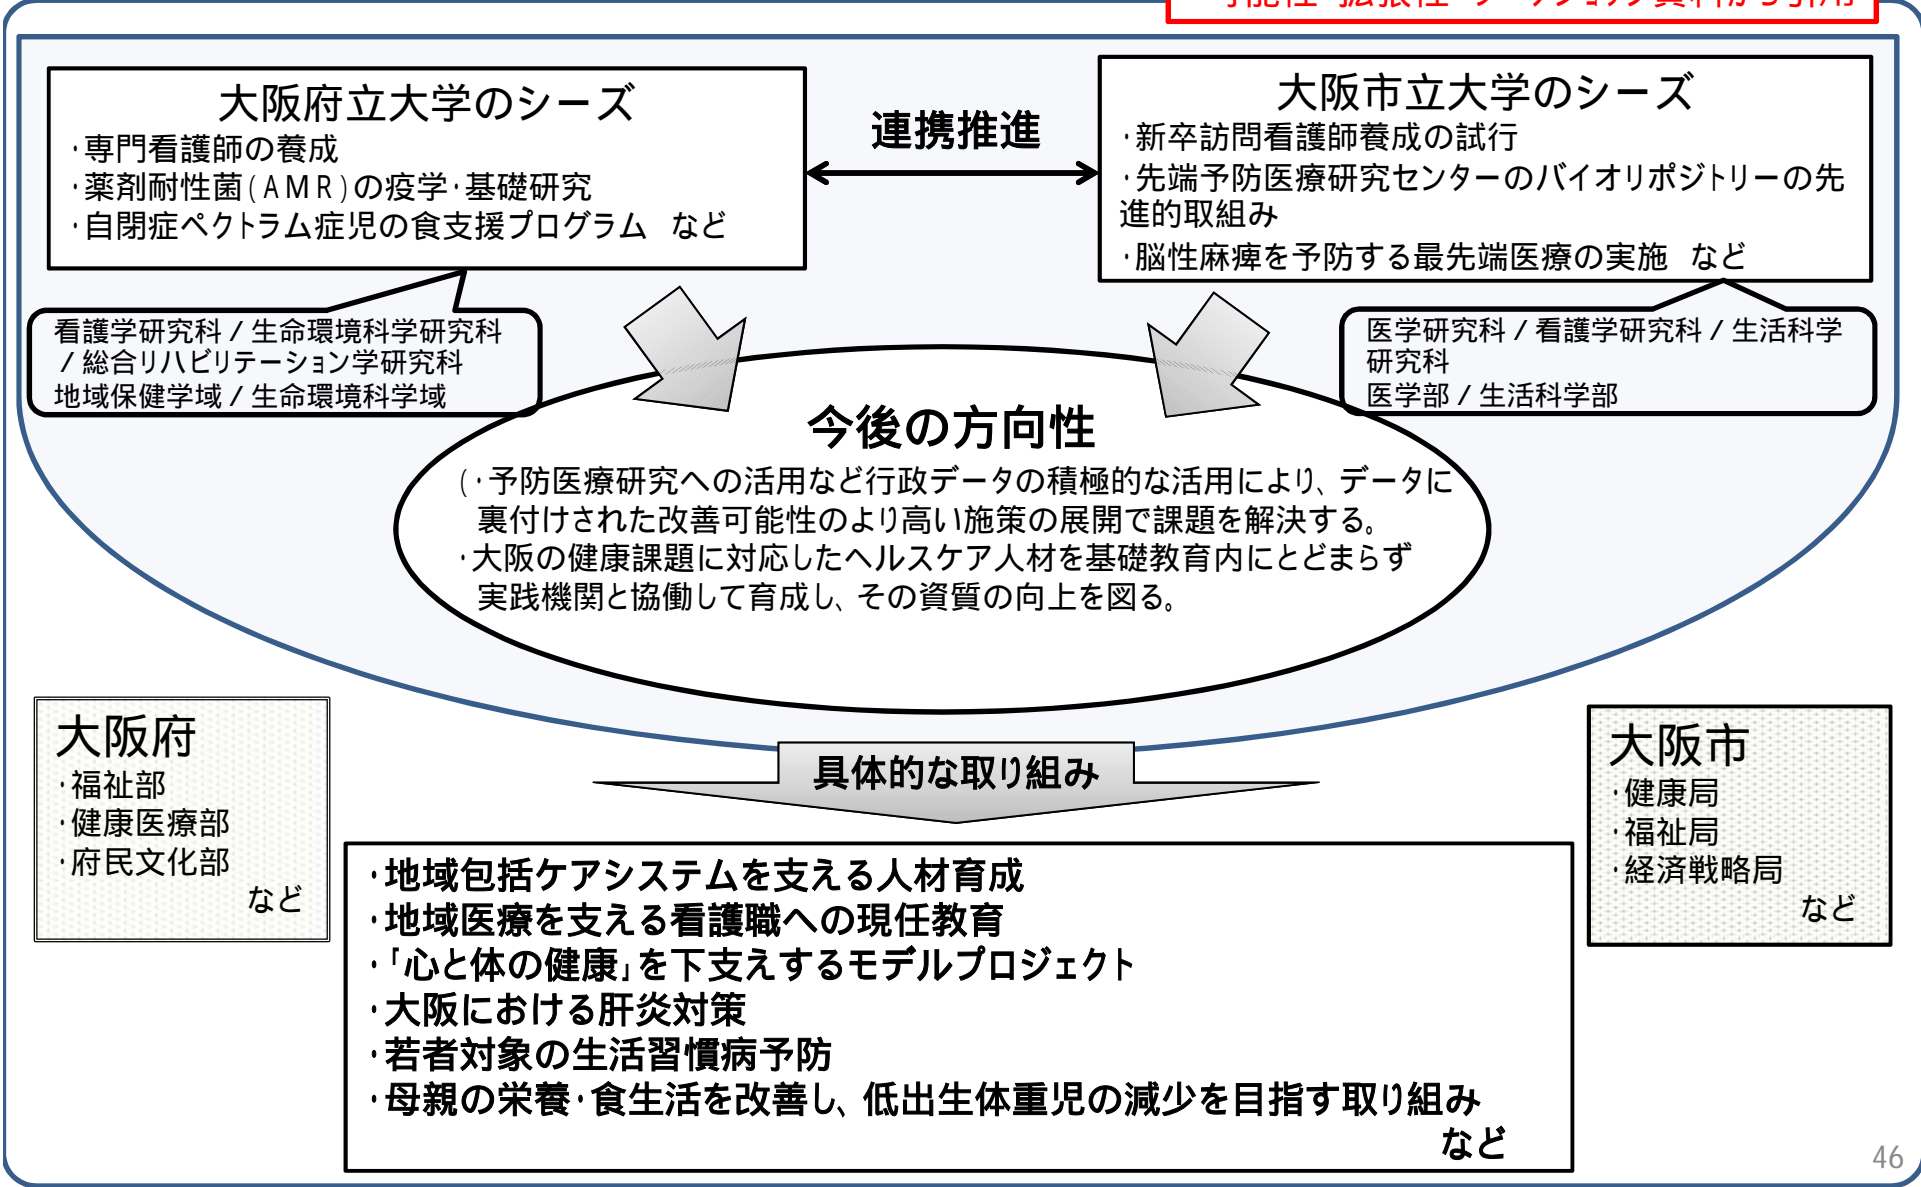 大阪府立大学のシーズ
・専門看護師の養成
・薬剤耐性菌(AMR)の疫学・基礎研究
・自閉症ペクトラム症児の食支援プログラム など
連携推進
大阪市立大学のシーズ
・新卒訪問看護師養成の試行
・先端予防医療研究センターのバイオリポジトリーの先
進的取組み
・脳性麻痺を予防する最先端医療の実施 など
看護学研究科 / 生命環境科学研究科
/ 総合リハビリテーション学研究科
地域保健学域 / 生命環境科学域
医学研究科 / 看護学研究科 / 生活科学
研究科
医学部 / 生活科学部
今後の方向性
(・予防医療研究への活用など行政データの積極的な活用により、データに
裏付けされた改善可能性のより高い施策の展開で課題を解決する。
・大阪の健康課題に対応したヘルスケア人材を基礎教育内にとどまらず
実践機関と協働して育成し、その資質の向上を図る。
大阪府
・福祉部
・健康医療部
・府民文化部
など
具体的な取り組み
大阪市
・健康局
・福祉局
・経済戦略局
など
・地域包括ケアシステムを支える人材育成
・地域医療を支える看護職への現任教育
・「心と体の健康」を下支えするモデルプロジェクト
・大阪における肝炎対策
・若者対象の生活習慣病予防
・母親の栄養・食生活を改善し、低出生体重児の減少を目指す取り組み
など
46